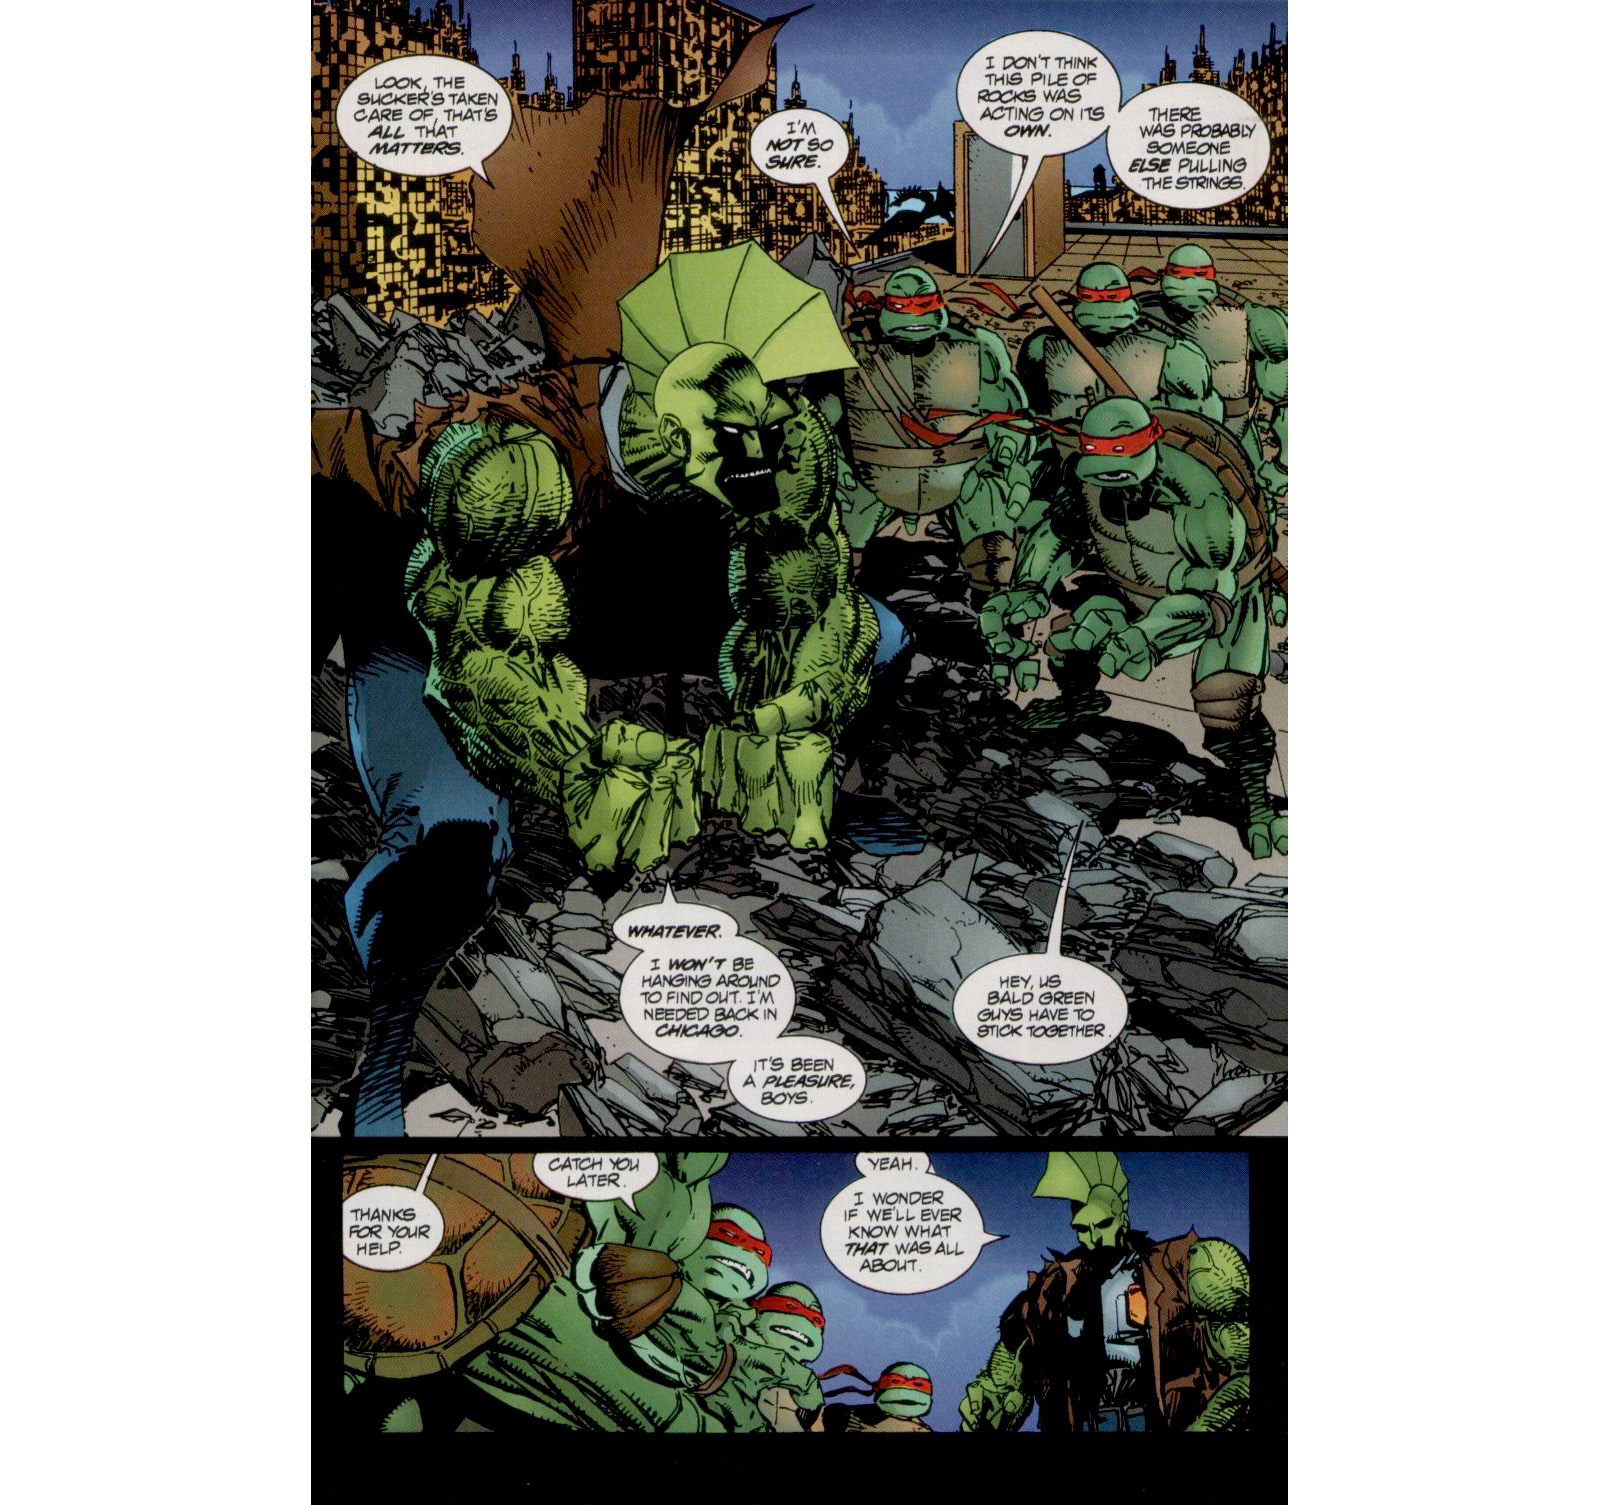 LOOK, THE
SUCKER'S TAKEN
CARE OF, THAT'S
ALL THAT
MATTERS.
I'M
NOT SO
SURE.
I DON'T THINK
THIS PILE OF
ROCKS WAS
ACTING ON ITS
OWN.
THERE
WAS PROBABLY
SOMEONE
ELSE PULLING
THE STRINGS.
WHATEVER.
I WON'T BE
HANGING AROUND
TO FIND OUT. I'M
NEEDED BACK IN
CHICAGO.
IT'S BEEN
A PLEASURE,
BOYS.
HEY, US
BALD GREEN
GUYS HAVE TO
STICK TOGETHER.
THANKS
FOR YOUR
HELP.
CATCH YOU
LATER.
YEAH.
I WONDER
IF WE'LL EVER
KNOW WHAT
THAT WAS ALL
ABOUT.